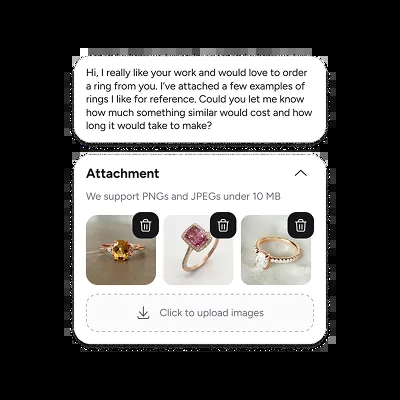 Hi, I really like your work and would love to order
a ring from you. I've attached a few examples of
rings I like for reference. Could you let me know
how much something similar would cost and how
long it would take to make?
Attachment
We support PNGs and JPEGs under 10 MB
Click to upload images